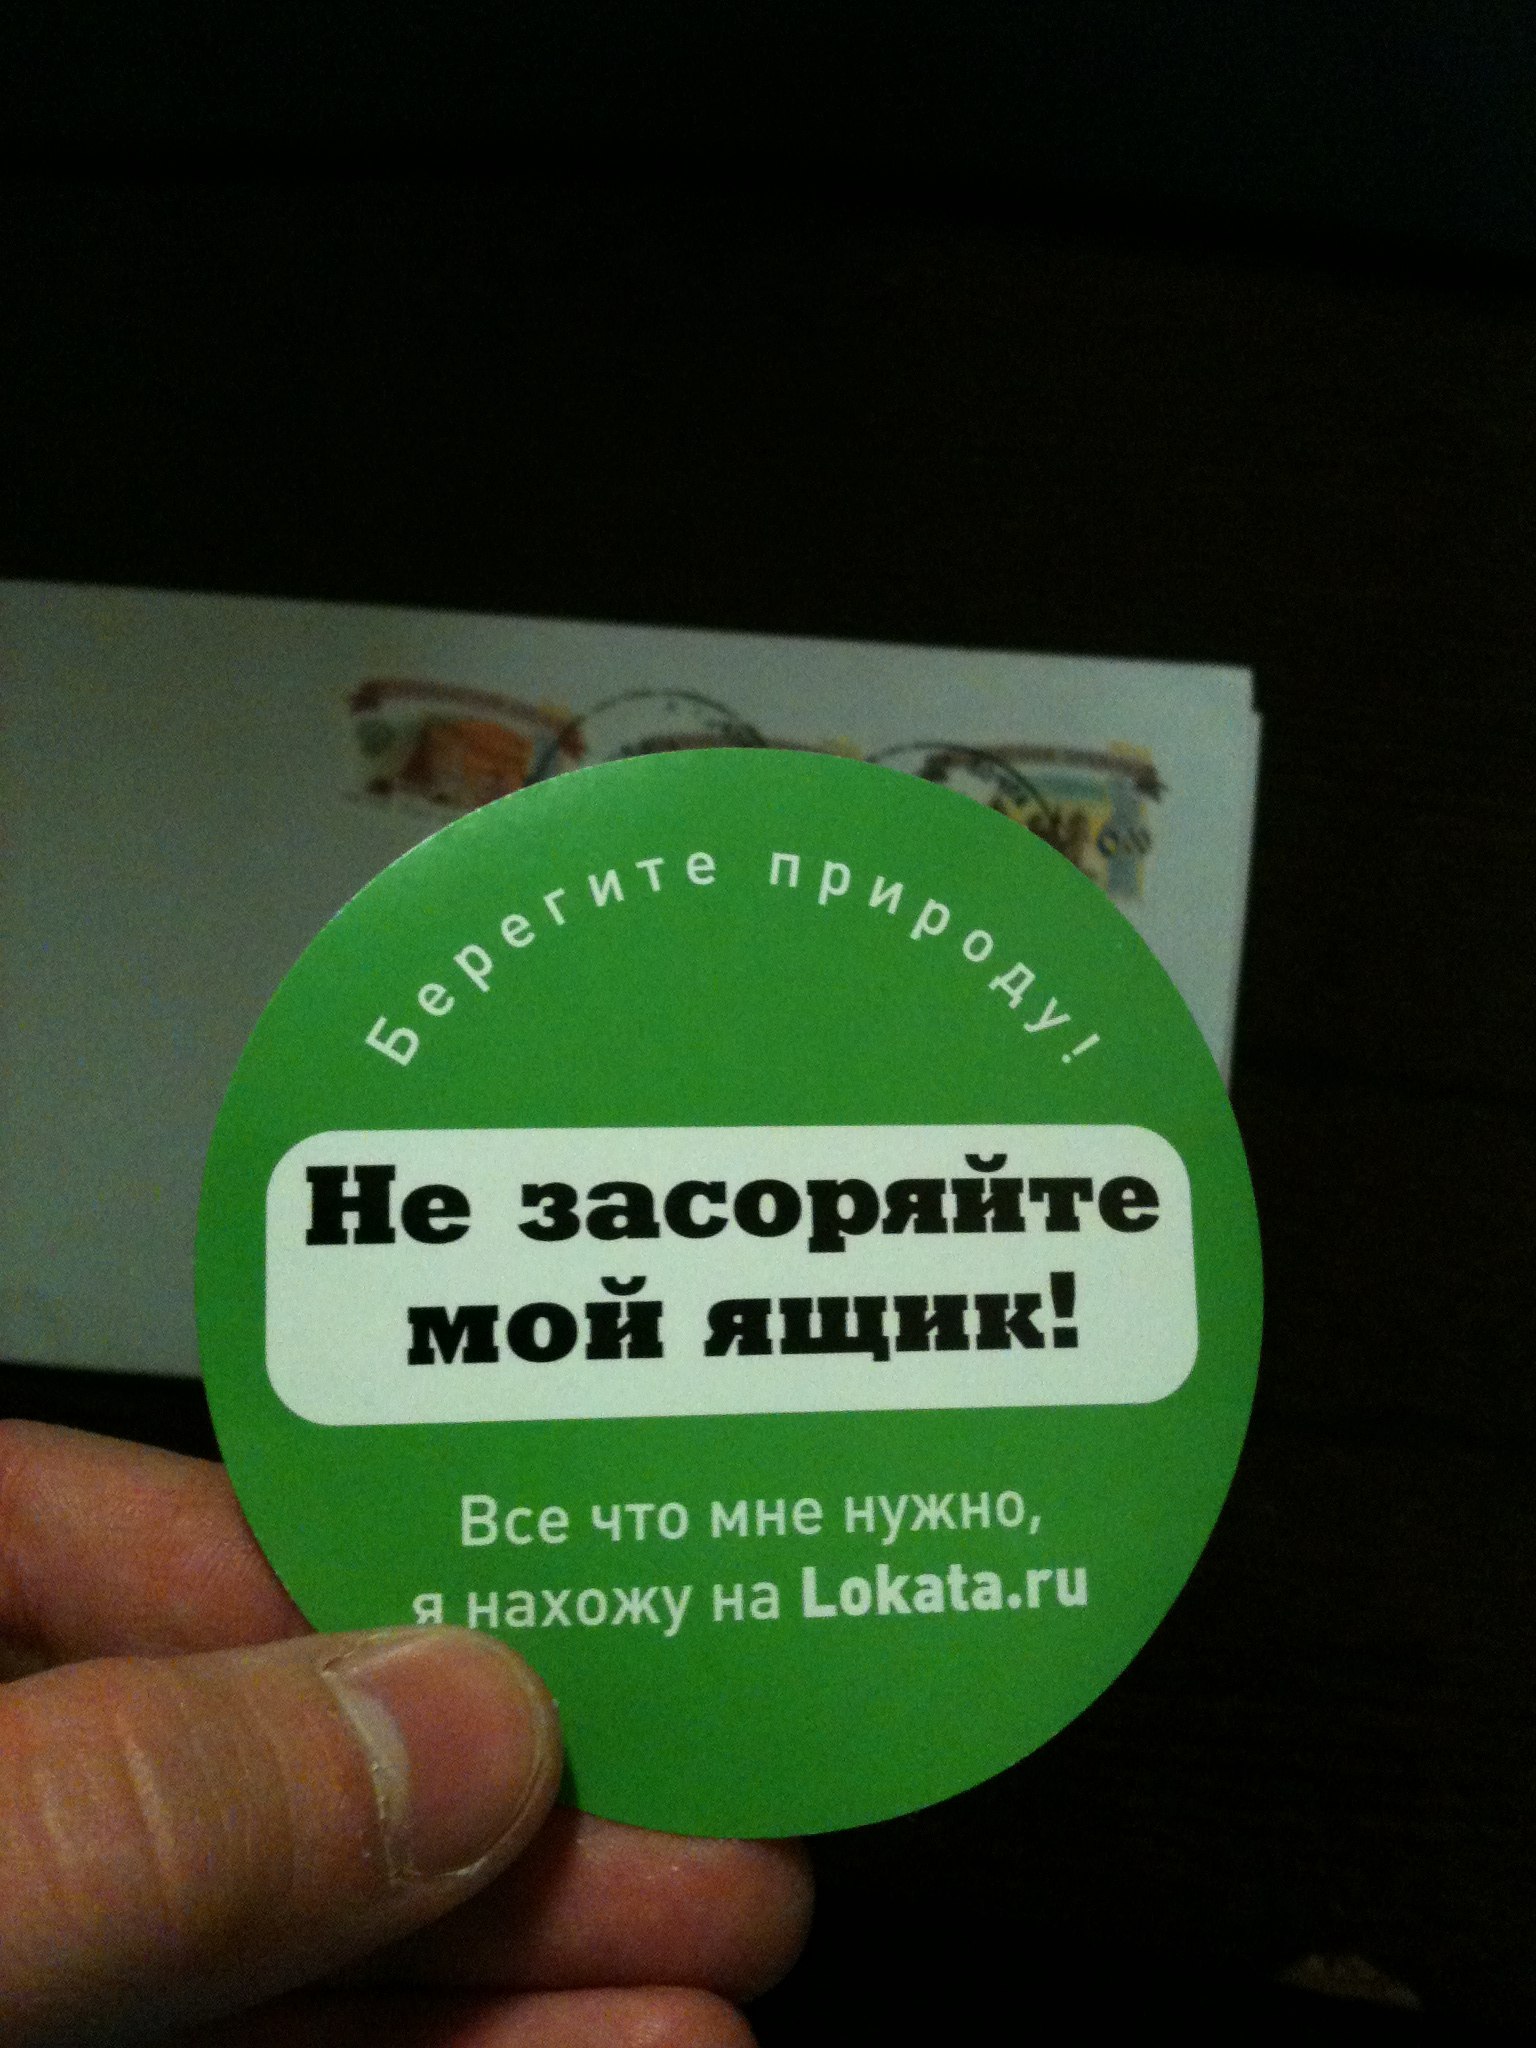 Берегите природу!
Не засоряйте
мой ящик!
Все что мне нужно,
я нахожу на Lokata.ru